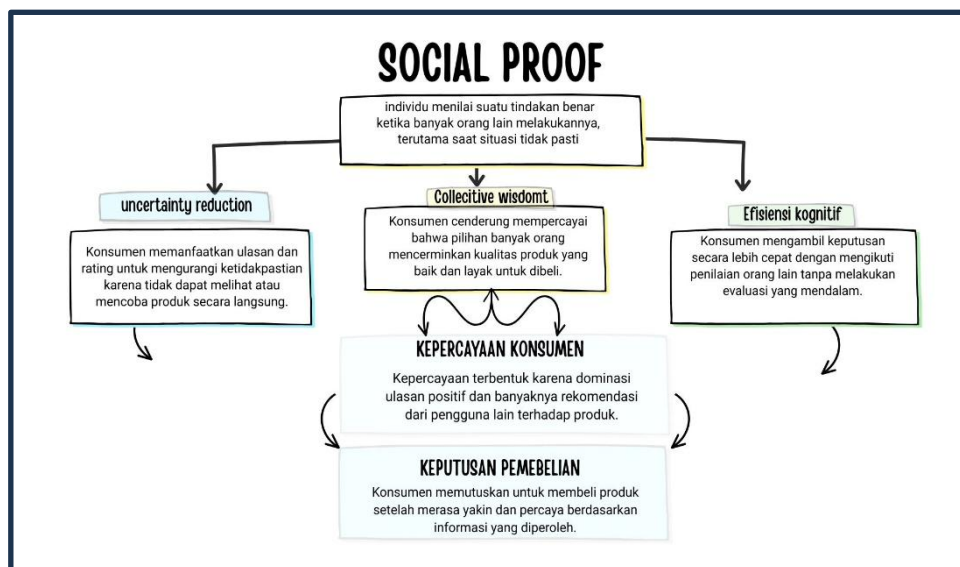 SOCIAL PROOF
individu menilai suatu tindakan benar
ketika banyak orang lain melakukannya,
terutama saat situasi tidak pasti
uncertainty reduction
Konsumen memanfaatkan ulasan dan
rating untuk mengurangi ketidakpastian
karena tidak dapat melihat atau
mencoba produk secara langsung.
Collecitive wisdomt
Konsumen cenderung mempercayai
bahwa pilihan banyak orang
mencerminkan kualitas produk yang
baik dan layak untuk dibeli.
Efisiensi kognitif
Konsumen mengambil keputusan
secara lebih cepat dengan mengikuti
penilaian orang lain tanpa melakukan
evaluasi yang mendalam.
KEPERCAYAAN KONSUMEN
Kepercayaan terbentuk karena dominasi
ulasan positif dan banyaknya rekomendasi
dari pengguna lain terhadap produk.
KEPUTUSAN PEMEBELIAN
Konsumen memutuskan untuk membeli produk
setelah merasa yakin dan percaya berdasarkan
informasi yang diperoleh.